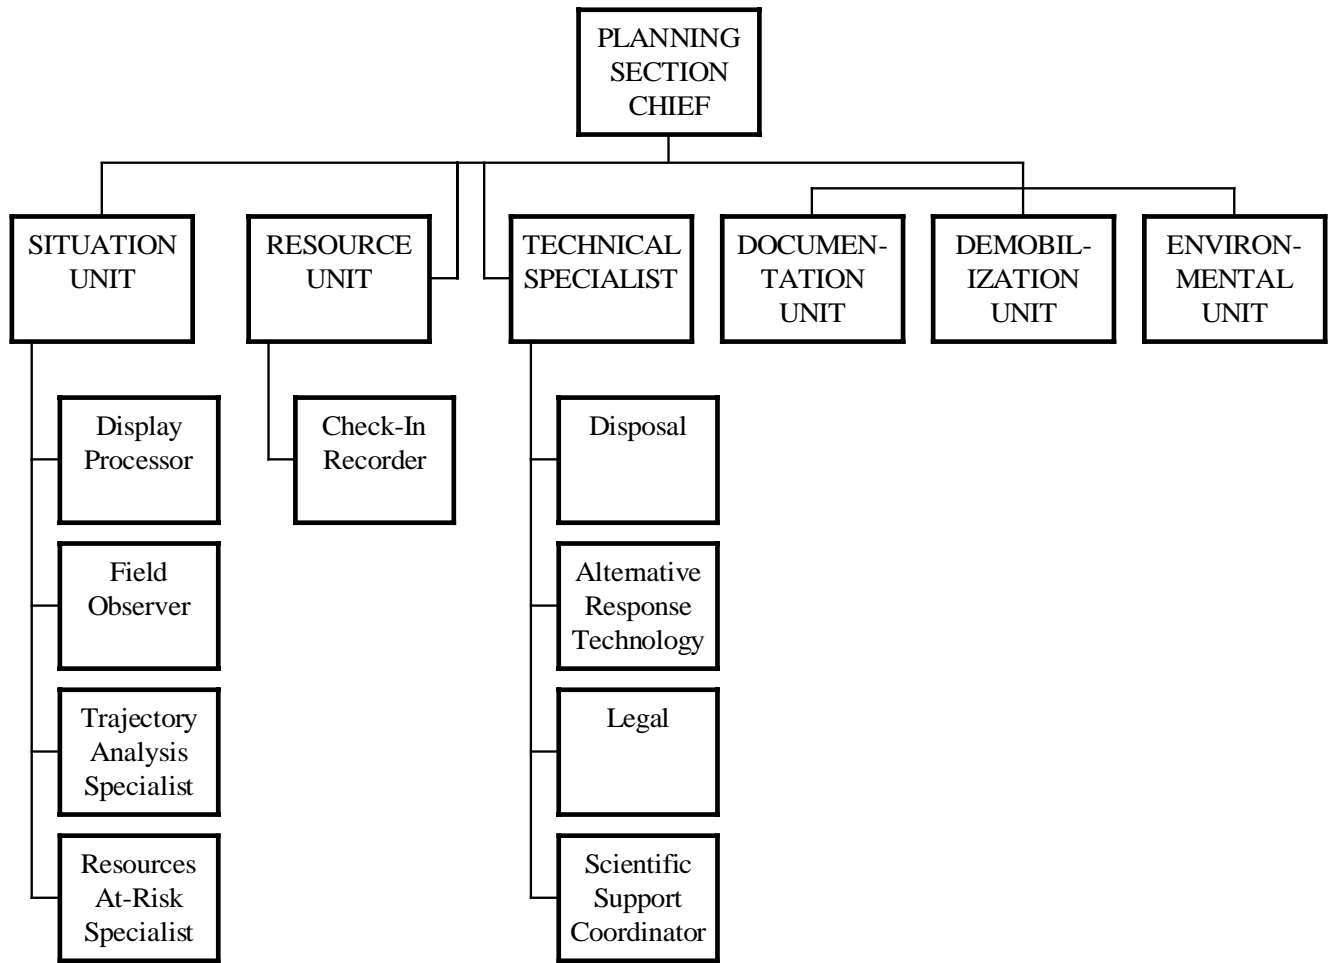 PLANNING
SECTION
CHIEF
SITUATION
UNIT
RESOURCE
UNIT
TECHNICAL
SPECIALIST
DOCUMEN-
TATION
UNIT
DEMOBIL-
IZATION
UNIT
ENVIRON-
MENTAL
UNIT
Display
Processor
Field
Observer
Trajectory
Analysis
Specialist
Resources
At-Risk
Specialist
Check-In
Recorder
Disposal
Alternative
Response
Technology
Legal
Scientific
Support
Coordinator